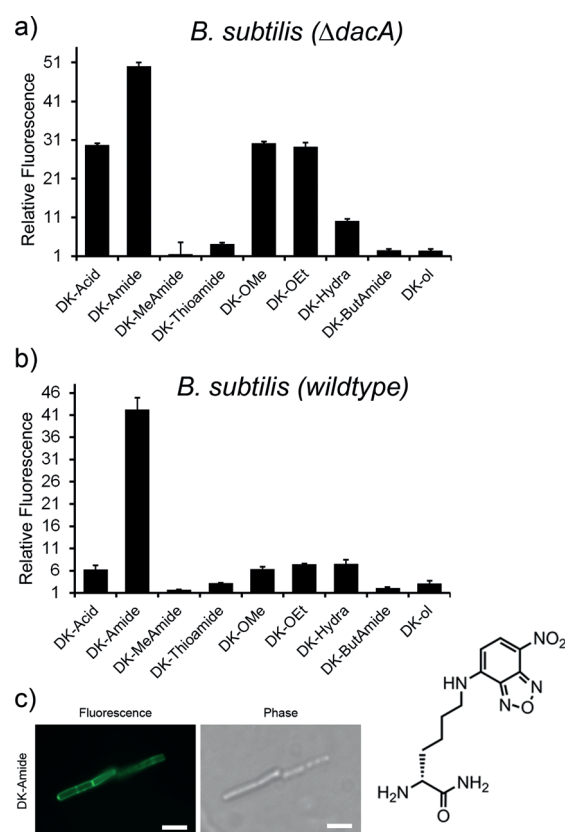 a)
B. subtilis (ΔdacA)
Relative Fluorescence
51
41
31
21
11
1
DK-Acid
DK-Amide
DK-MeAmide
DK-Thioamide
DK-OMe
DK-OEt
DK-Hydra
DK-ButAmide
DK-ol
b)
B. subtilis (wildtype)
Relative Fluorescence
46
41
36
31
26
21
16
11
6
1
DK-Acid
DK-Amide
DK-MeAmide
DK-Thioamide
DK-OMe
DK-OEt
DK-Hydra
DK-ButAmide
DK-ol
c)
Fluorescence
Phase
DK-Amide
NO2
HN
N
N
O
H2N
NH2
O